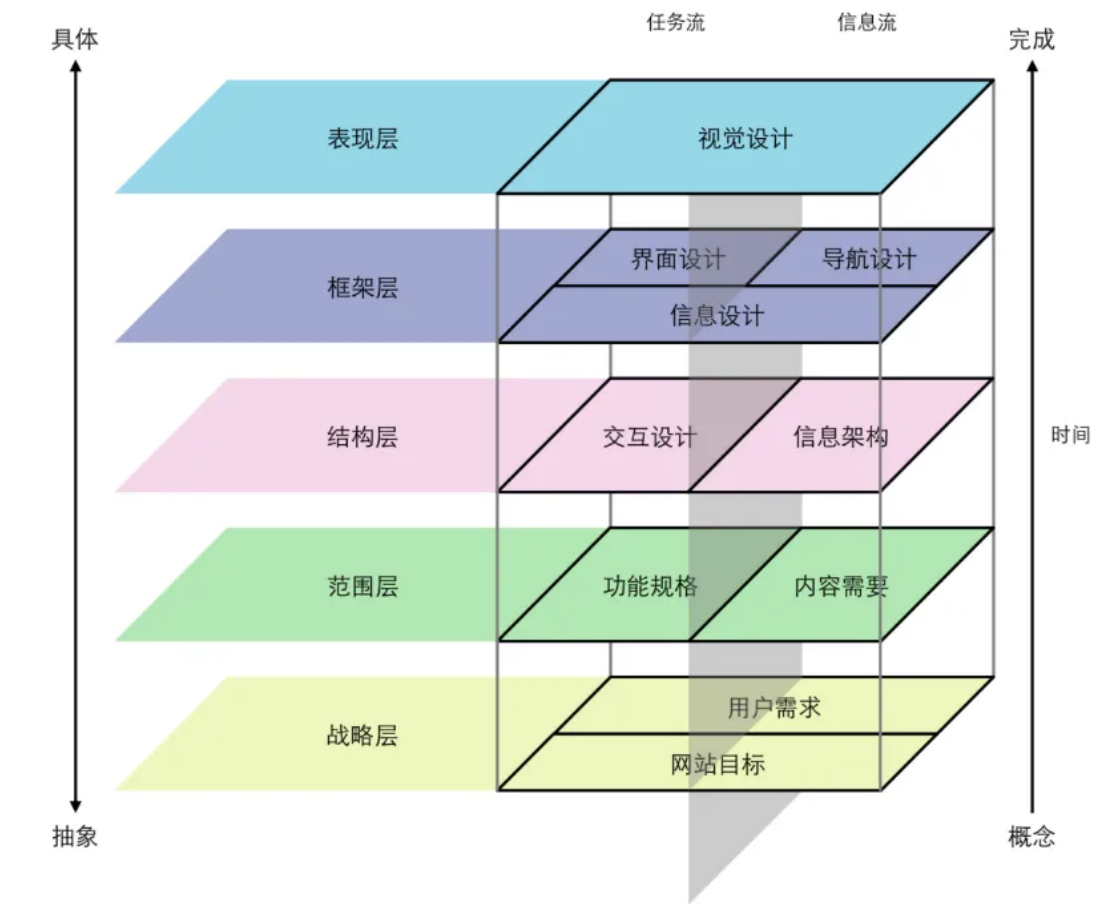 任务流
信息流
具体
完成
表现层
视觉设计
框架层
界面设计
导航设计
信息设计
结构层
交互设计
信息架构
时间
范围层
功能规格
内容需要
战略层
用户需求
网站目标
抽象
概念